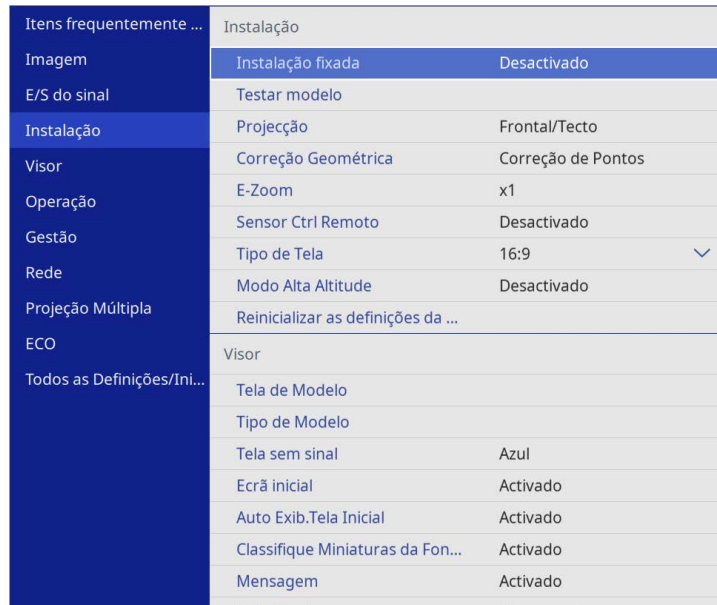 Itens frequentemente ...
Imagem
E/S do sinal
Instalação
Visor
Operação
Gestão
Rede
Projeção Múltipla
ECO
Todos as Definições/Ini...
Instalação
Instalação fixada Desactivado
Testar modelo
Projecção Frontal/Tecto
Correção Geométrica Correção de Pontos
E-Zoom x1
Sensor Ctrl Remoto Desactivado
Tipo de Tela 16:9
Modo Alta Altitude Desactivado
Reinicializar as definições da ...
Visor
Tela de Modelo
Tipo de Modelo
Tela sem sinal Azul
Ecrã inicial Activado
Auto Exib.Tela Inicial Activado
Classifique Miniaturas da Fon... Activado
Mensagem Activado